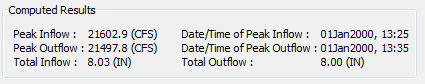 Computed Results
Peak Inflow : 21602.9 (CFS) Date/Time of Peak Inflow : 01Jan2000, 13:25
Peak Outflow : 21497.8 (CFS) Date/Time of Peak Outflow : 01Jan2000, 13:35
Total Inflow : 8.03 (IN) Total Outflow : 8.00 (IN)